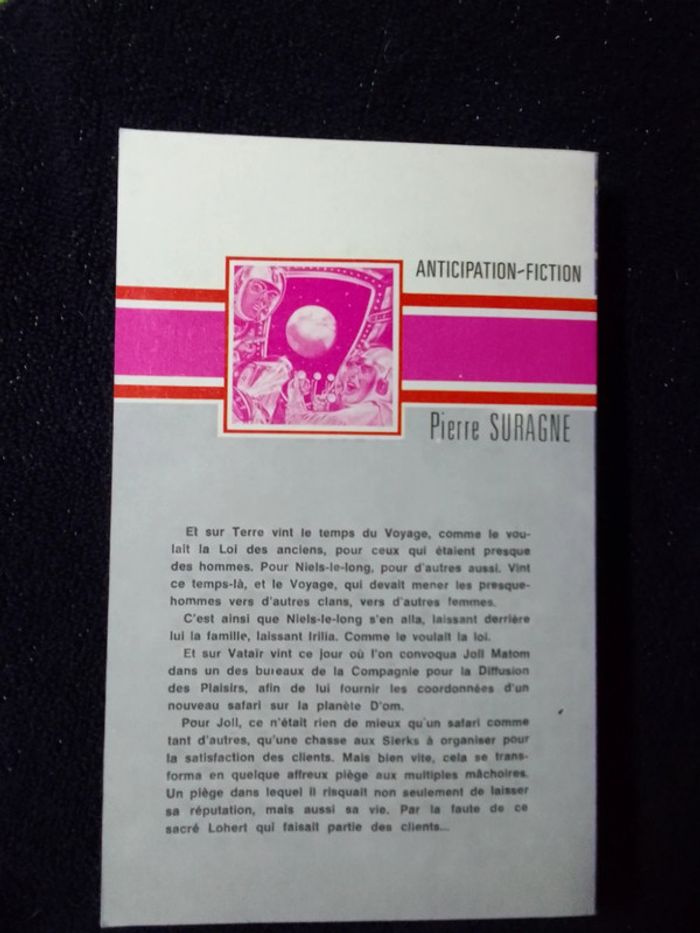 ANTICIPATION-FICTION
Pierre SURAGNE
Et sur Terre vint le temps du Voyage, comme le vou-
lait la Loi des anciens, pour ceux qui étaient presque
des hommes. Pour Niels-le-long, pour d'autres aussi. Vint
ce temps-là, et le Voyage, qui devait mener les presque-
hommes vers d'autres clans, vers d'autres femmes.
C'est ainsi que Niels-le-long s'en alla, laissant derrière
lui la famille, laissant Irilia. Comme le voulait la loi.
Et sur Vatair vint ce jour où l'on convoqua Joll Matom
dans un des bureaux de la Compagnie pour la Diffusion
des Plaisirs, afin de lui fournir les coordonnées d'un
nouveau safari sur la planète D'om.
Pour Joll, ce n'était rien de mieux qu'un safari comme
tant d'autres, qu'une chasse aux Slerks à organiser pour
la satisfaction des clients. Mais bien vite, cela se trans-
forma en quelque affreux piège aux multiples mâchoires.
Un piège dans lequel il risquait non seulement de laisser
sa réputation, mais aussi sa vie. Par la faute de ce
sacré Lohert qui faisait partie des clients...